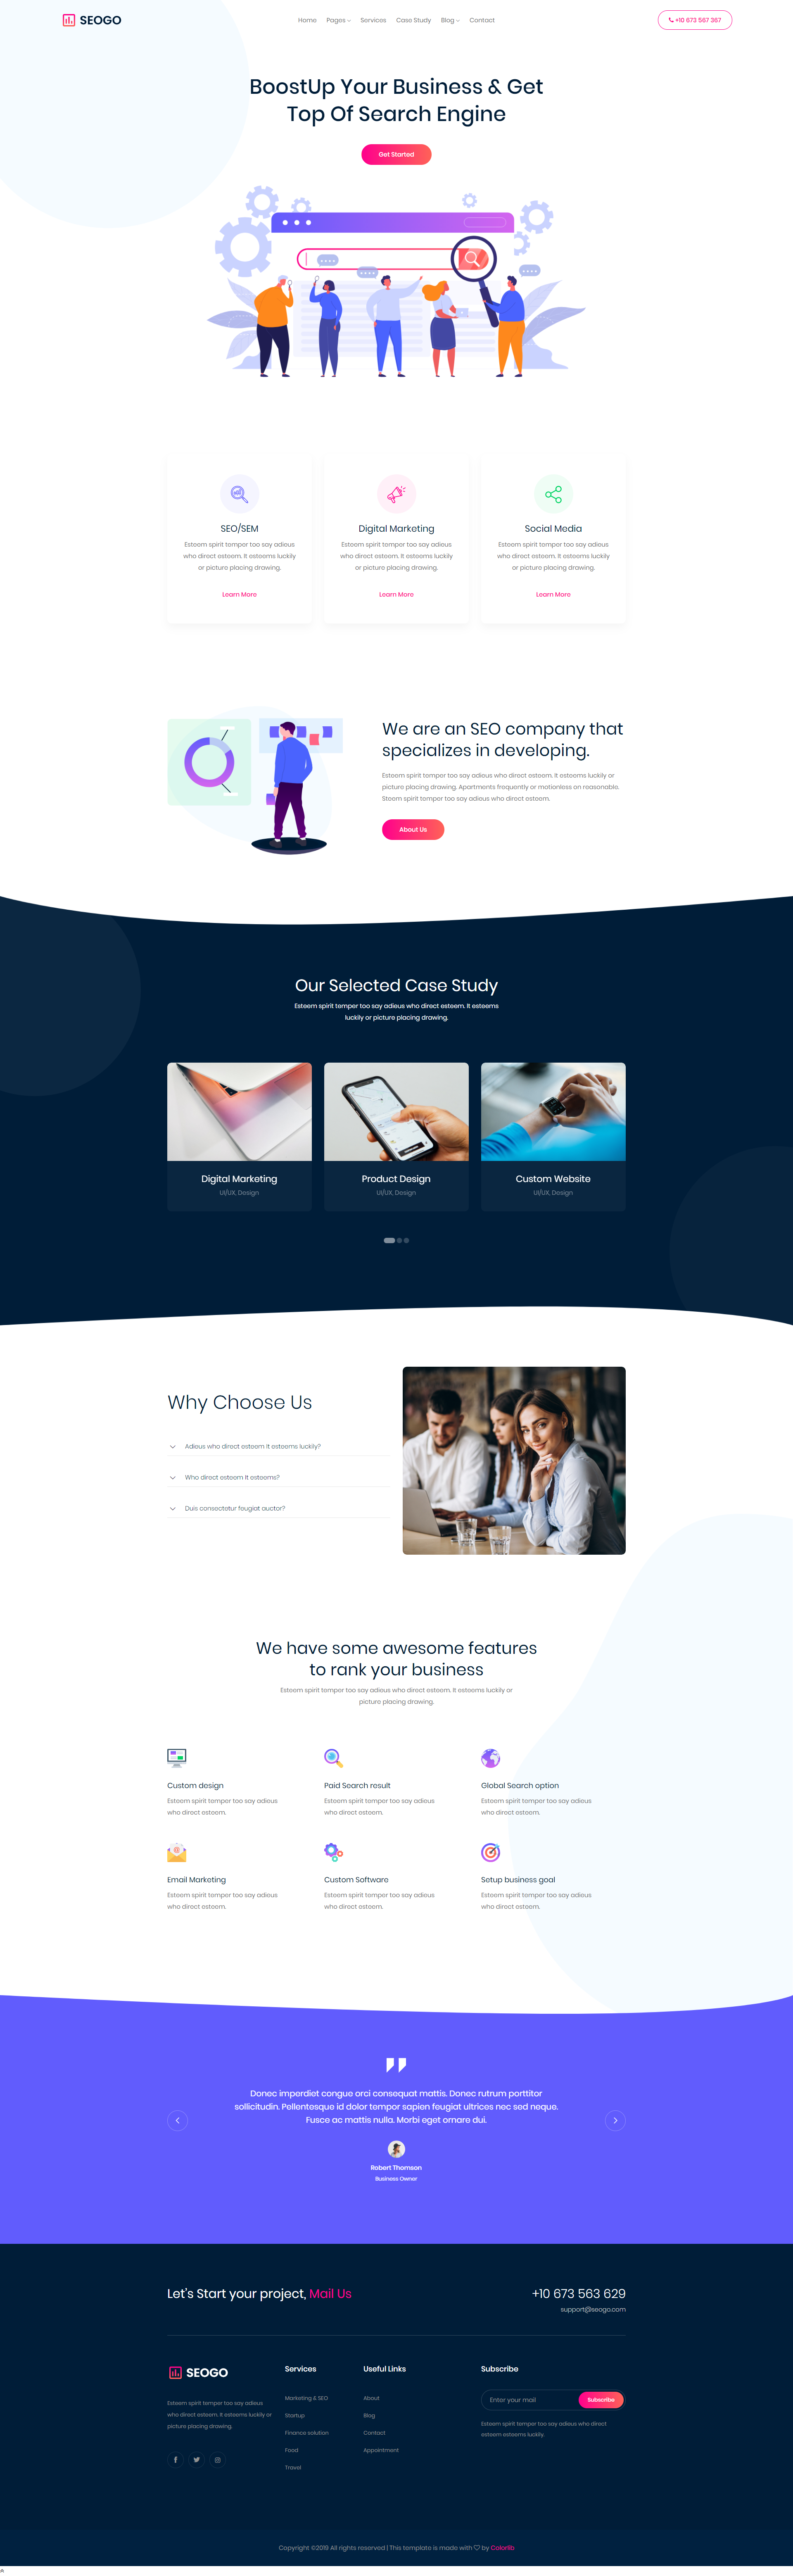 SEOGO
Home Pages Services Case Study Blog Contact
+10 673 567 367
BoostUp Your Business & Get
Top Of Search Engine
Get Started
SEO/SEM
Esteem spirit temper too say adieus
who direct esteem. It esteems luckily
or picture placing drawing.
Learn More
Digital Marketing
Esteem spirit temper too say adieus
who direct esteem. It esteems luckily
or picture placing drawing.
Learn More
Social Media
Esteem spirit temper too say adieus
who direct esteem. It esteems luckily
or picture placing drawing.
Learn More
We are an SEO company that
specializes in developing.
Esteem spirit temper too say adieus who direct esteem. It esteems luckily or
picture placing drawing. Apartments frequently or motionless on reasonable.
Steem spirit temper too say adieus who direct esteem.
About Us
Our Selected Case Study
Esteem spirit temper too say adieus who direct esteem. It esteems
luckily or picture placing drawing.
Digital Marketing
UI/UX, Design
Product Design
UI/UX, Design
Custom Website
UI/UX, Design
Why Choose Us
Adieus who direct esteem It esteems luckily?
Who direct esteem It esteems?
Duis consectetur feugiat auctor?
We have some awesome features
to rank your business
Esteem spirit temper too say adieus who direct esteem. It esteems luckily or
picture placing drawing.
Custom design
Esteem spirit temper too say adieus
who direct esteem.
Paid Search result
Esteem spirit temper too say adieus
who direct esteem.
Global Search option
Esteem spirit temper too say adieus
who direct esteem.
Email Marketing
Esteem spirit temper too say adieus
who direct esteem.
Custom Software
Esteem spirit temper too say adieus
who direct esteem.
Setup business goal
Esteem spirit temper too say adieus
who direct esteem.
Donec imperdiet congue orci consequat mattis. Donec rutrum porttitor
sollicitudin. Pellentesque id dolor tempor sapien feugiat ultrices nec sed neque.
Fusce ac mattis nulla. Morbi eget ornare dui.
Robert Thomson
Business Owner
Let's Start your project, Mail Us
+10 673 563 629
support@seogo.com
SEOGO
Esteem spirit temper too say adieus
who direct esteem. It esteems luckily or
picture placing drawing.
Services
Marketing & SEO
Startup
Finance solution
Food
Travel
Useful Links
About
Blog
Contact
Appointment
Subscribe
Enter your mail
Subscribe
Esteem spirit temper too say adieus who direct
esteem esteems luckily.
Copyright ©2019 All rights reserved | This template is made with ♡ by Colorlib